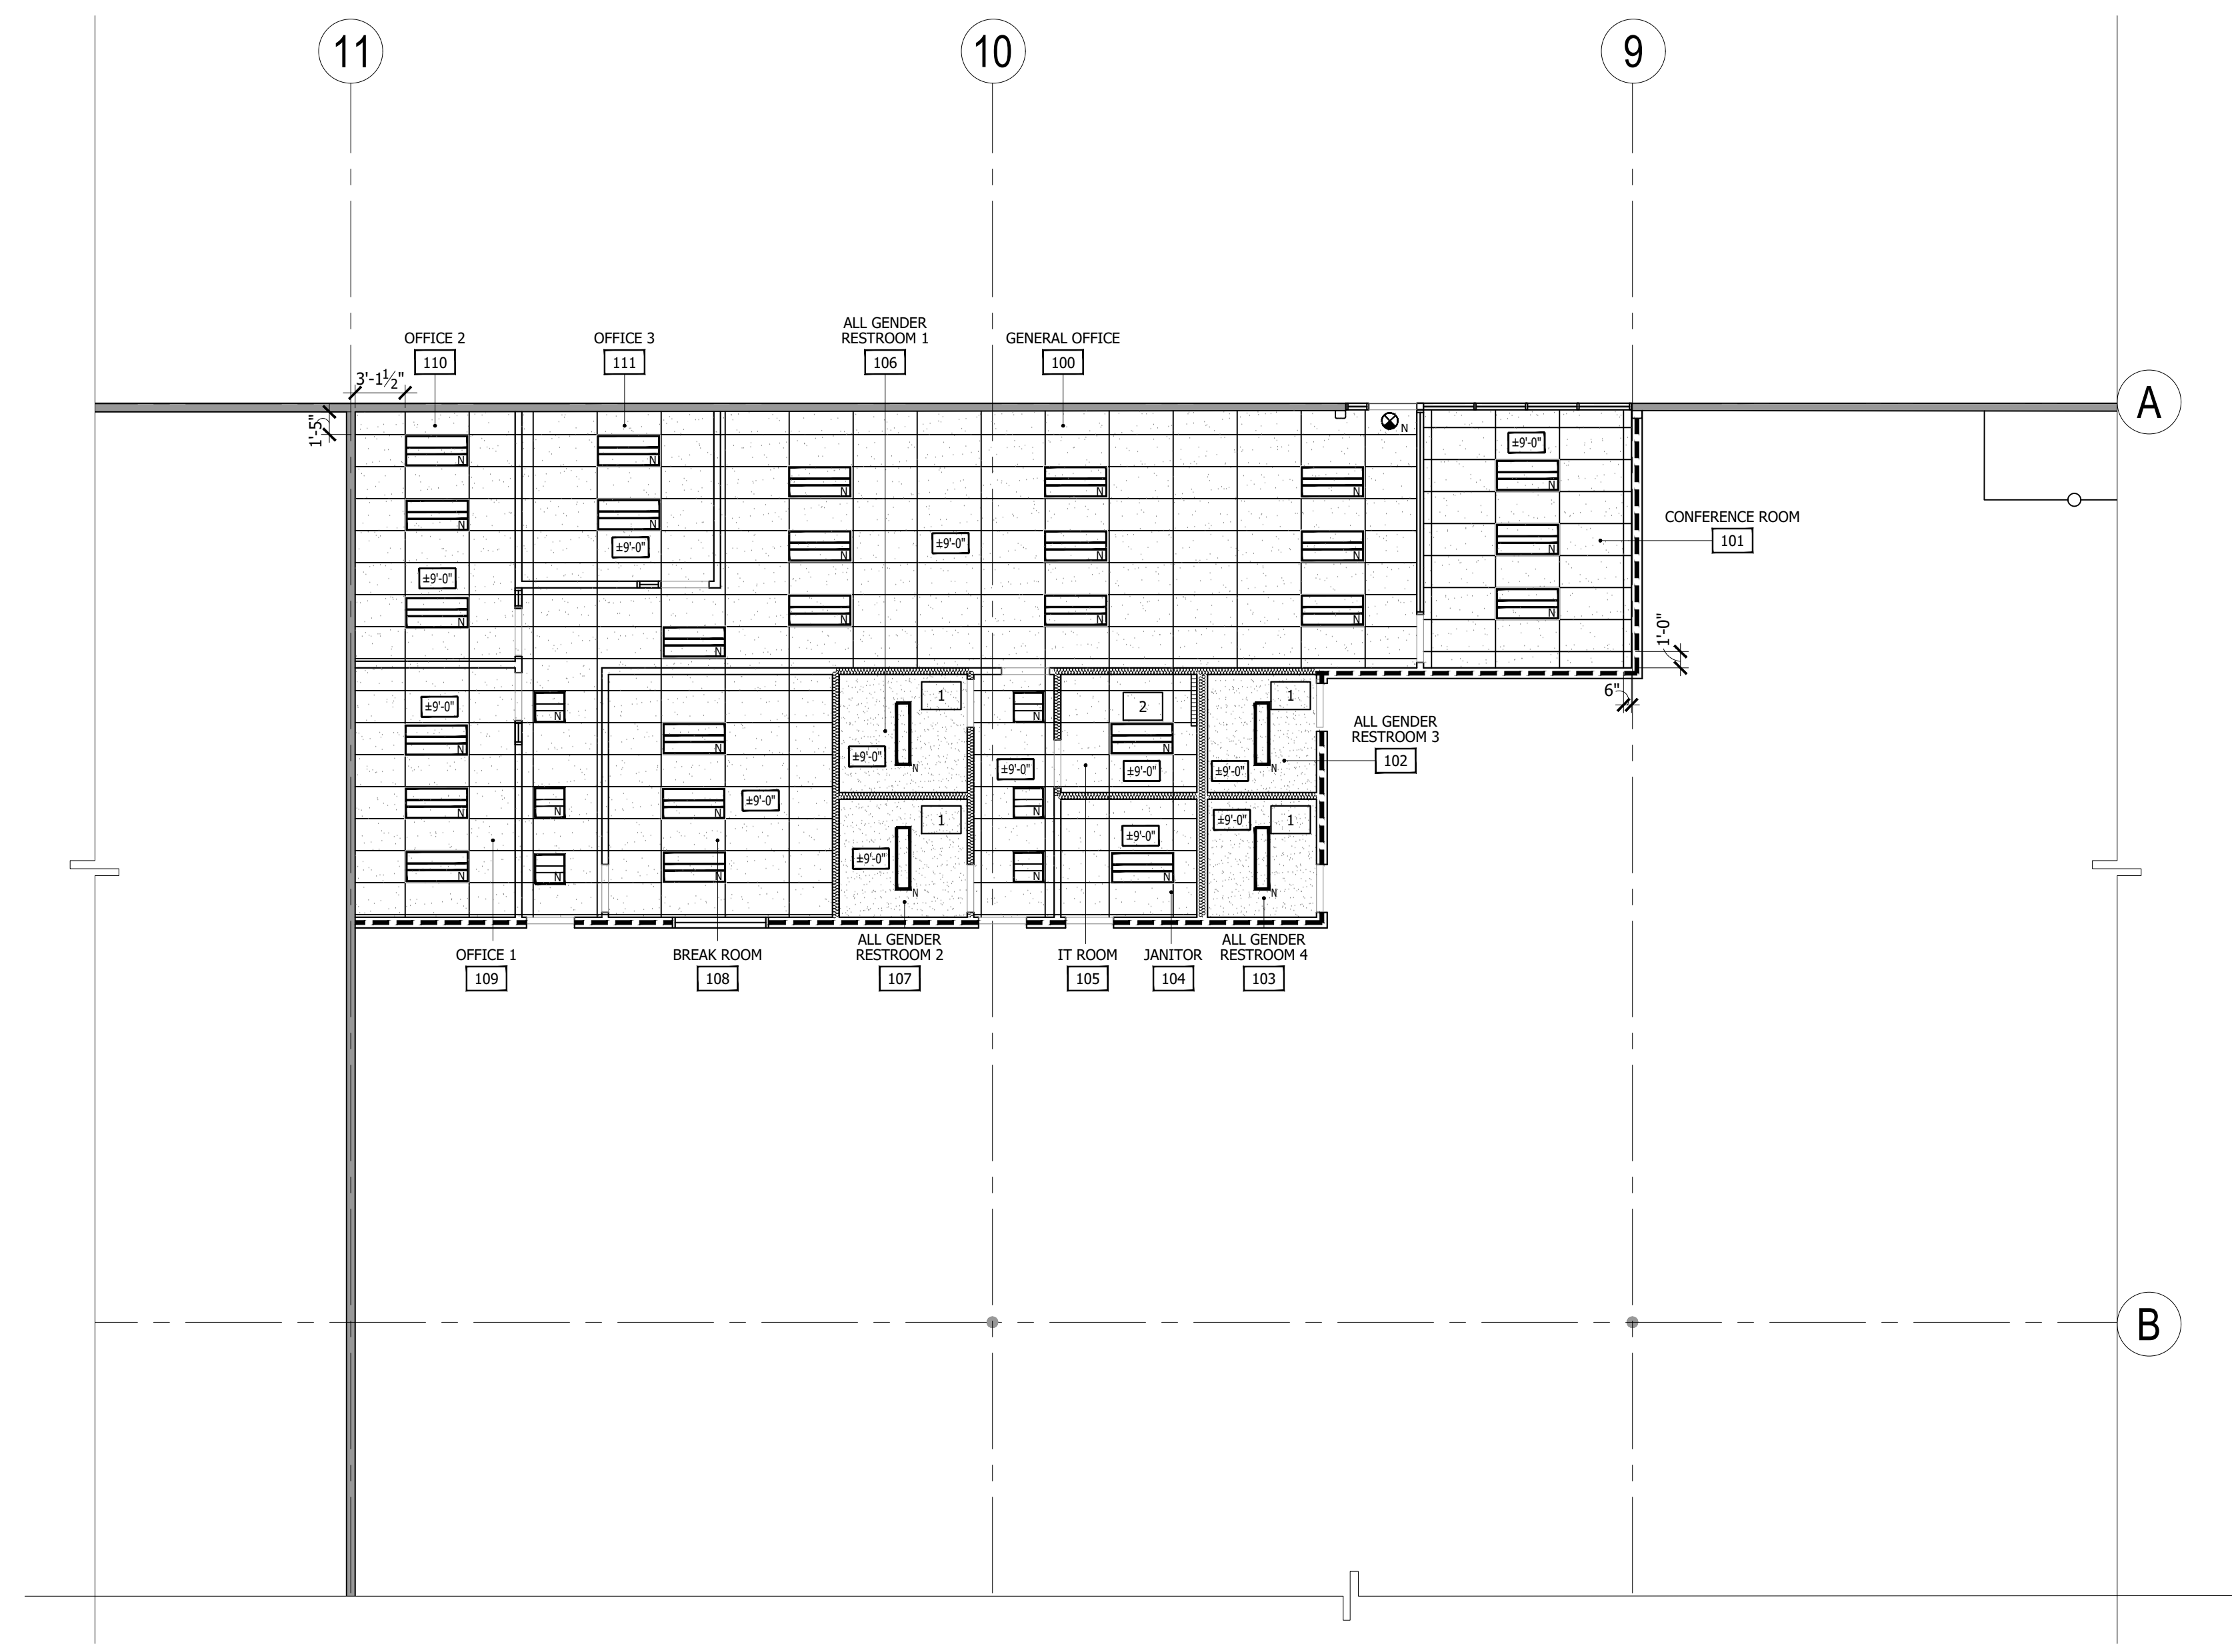 11
10
9
ALL GENDER
OFFICE 2
OFFICE 3
RESTROOM 1
GENERAL OFFICE
110
111
106
100
3'-1½"
A
1'-5"
N
±9'-0"
N
N
N
N
N
N
N
N
CONFERENCE ROOM
101
±9'-0"
±9'-0"
N
N
N
N
±9'-0"
N
N
N
N
N
1'-0"
N
6"
1
2
1
±9'-0"
N
N
ALL GENDER
RESTROOM 3
102
N
N
N
±9'-0"
±9'-0"
±9'-0"
±9'-0"
N
N
±9'-0"
N
N
N
N
1
±9'-0"
1
±9'-0"
±9'-0"
N
N
N
N
N
N
N
ALL GENDER
ALL GENDER
OFFICE 1
BREAK ROOM
RESTROOM 2
IT ROOM
JANITOR
RESTROOM 4
109
108
107
105
104
103
B